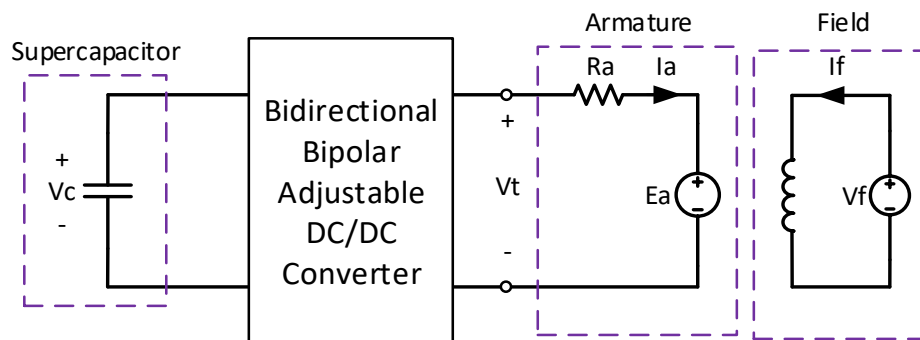 Armature
Field
Supercapacitor
Ra
Ia
If
+
Vc
-
Bidirectional
Bipolar
Adjustable
DC/DC
Converter
+
Vt
-
Ea
+
-
Vf
+
-